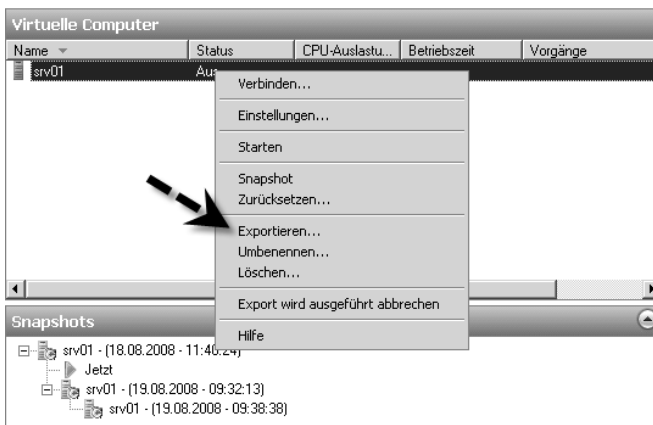 Virtuelle Computer
Name Status CPU-Auslastu... Betriebszeit Vorgänge
srv01 Aus
Verbinden...
Einstellungen...
Starten
Snapshot
Zurücksetzen...
Exportieren...
Umbenennen...
Löschen...
Export wird ausgeführt abbrechen
Hilfe
Snapshots
srv01 - (18.08.2008 - 11:40:24)
Jetzt
srv01 - (19.08.2008 - 09:32:13)
srv01 - (19.08.2008 - 09:38:38)